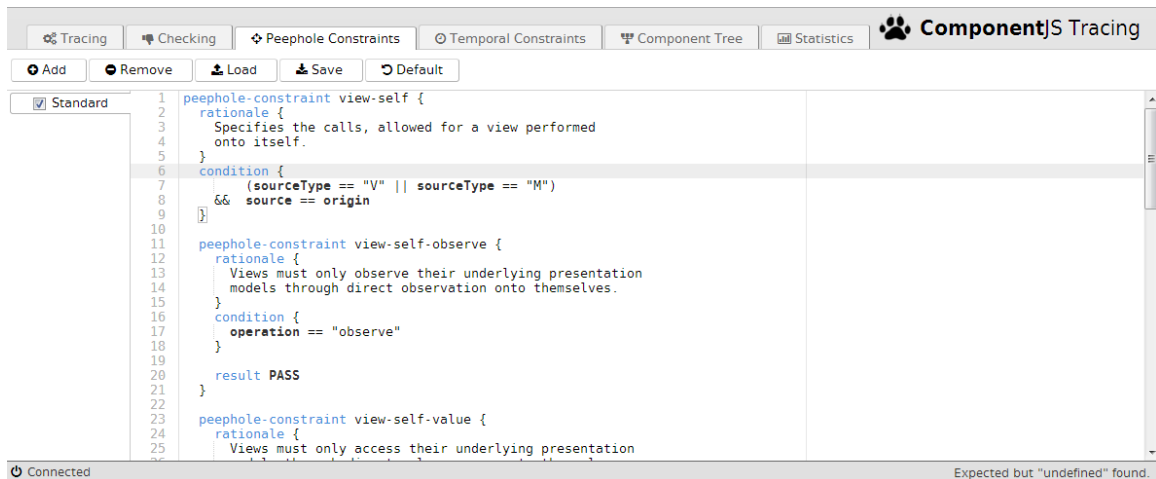 Tracing Checking Peephole Constraints Temporal Constraints Component Tree Statistics ComponentJS Tracing
Add Remove Load Save Default
Standard
1 peephole-constraint view-self {
2 rationale {
3 Specifies the calls, allowed for a view performed
4 onto itself.
5 }
6 condition {
7 (sourceType == "V" || sourceType == "M")
8 && source == origin
9 }
10
11 peephole-constraint view-self-observe {
12 rationale {
13 Views must only observe their underlying presentation
14 models through direct observation onto themselves.
15 }
16 condition {
17 operation == "observe"
18 }
19
20 result PASS
21 }
22
23 peephole-constraint view-self-value {
24 rationale {
25 Views must only access their underlying presentation
Connected
Expected but "undefined" found.